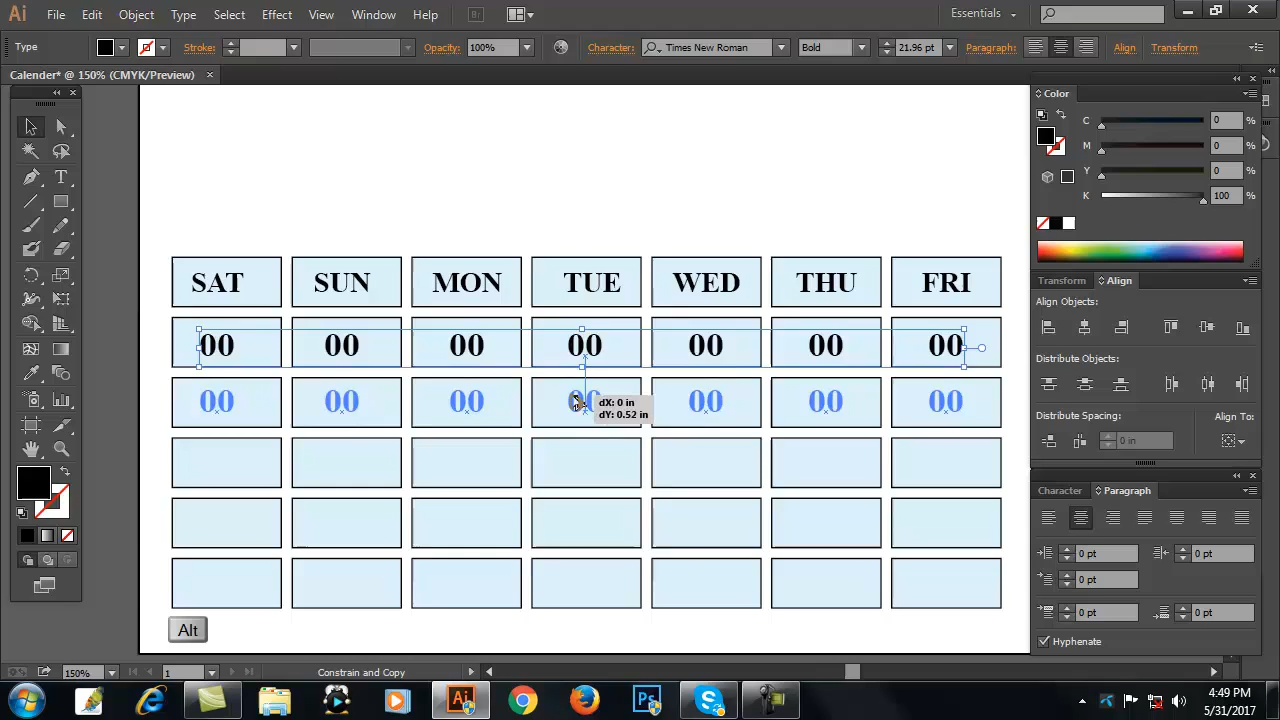 Ai File Edit Object Type Select Effect View Window Help Br Essentials
Type Stroke: Opacity: 100% Character: Times New Roman Bold 21.96 pt Paragraph: Align Transform
Calender* @ 150% (CMYK/Preview)
Color
C 0 %
M 0 %
Y 0 %
K 100 %
Transform Align
Align Objects:
Distribute Objects:
Distribute Spacing: Align To:
0 in
Character Paragraph
0 pt 0 pt
0 pt
0 pt 0 pt
Hyphenate
SAT SUN MON TUE WED THU FRI
00 00 00 00 00 00 00
00 00 00 00 00 00 00
dX: 0 in
dY: 0.52 in
Alt
150% 1 Constrain and Copy
Ai Ps
4:49 PM
5/31/2017